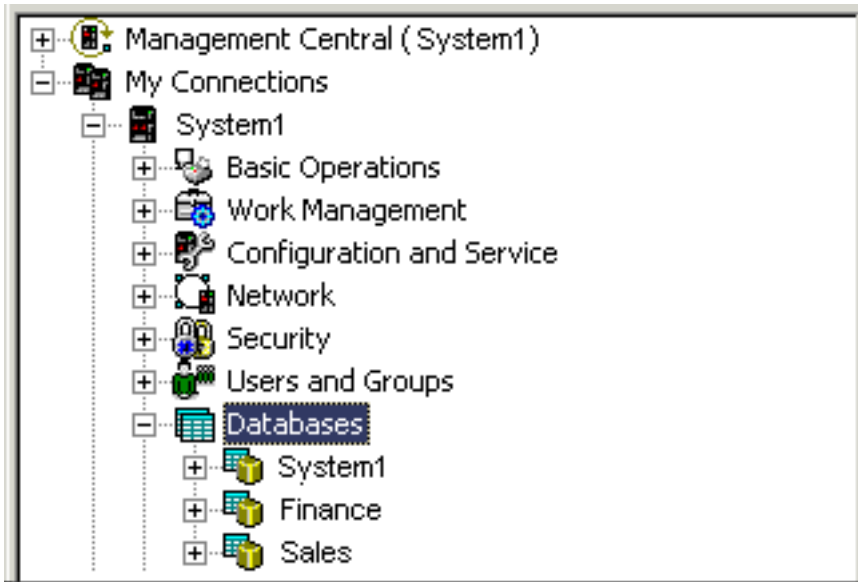 Management Central ( System1)
My Connections
System1
Basic Operations
Work Management
Configuration and Service
Network
Security
Users and Groups
Databases
System1
Finance
Sales